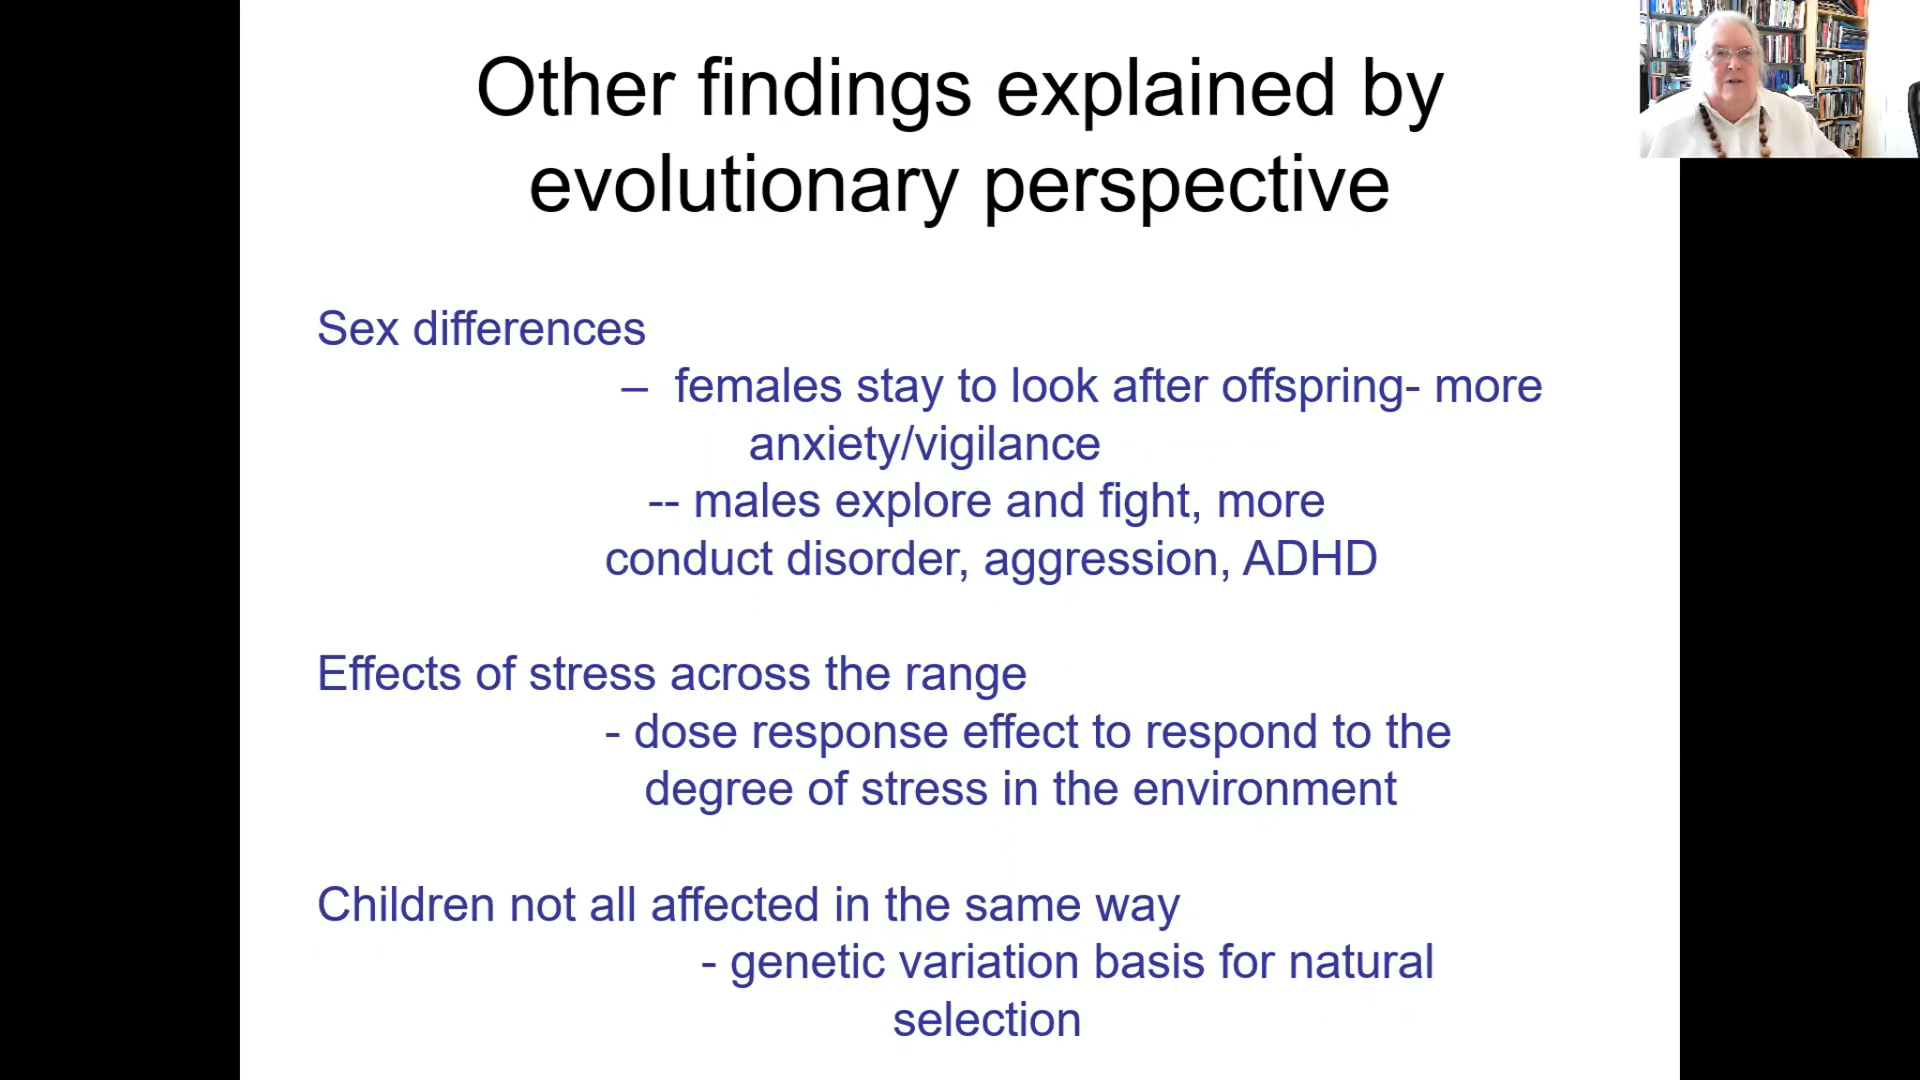 Other findings explained by
evolutionary perspective
Sex differences
– females stay to look after offspring- more
anxiety/vigilance
-- males explore and fight, more
conduct disorder, aggression, ADHD
Effects of stress across the range
- dose response effect to respond to the
degree of stress in the environment
Children not all affected in the same way
- genetic variation basis for natural
selection